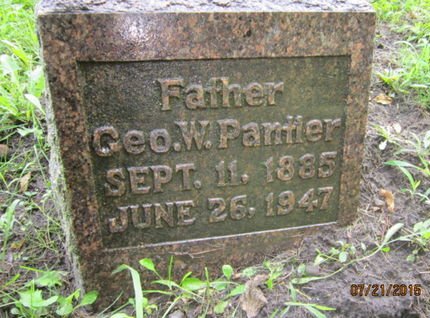 Father
Geo.W. Pantier
SEPT. 11. 1885
JUNE 26. 1947
07/21/2015